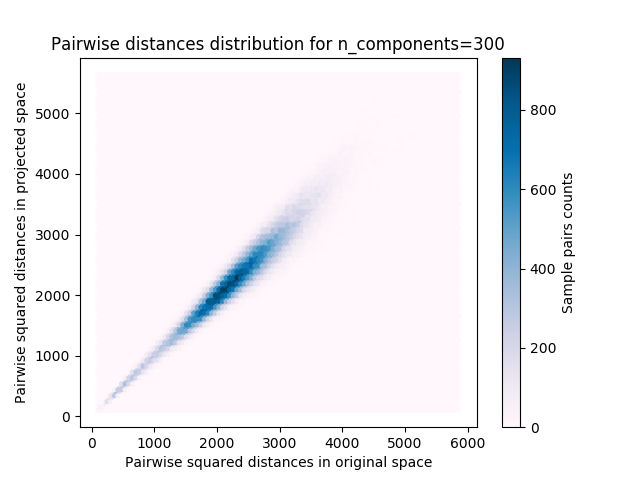 Pairwise distances distribution for n_components=300
Pairwise squared distances in projected space
5000
4000
3000
2000
1000
0
0 1000 2000 3000 4000 5000 6000
Pairwise squared distances in original space
800
600
400
200
0
Sample pairs counts